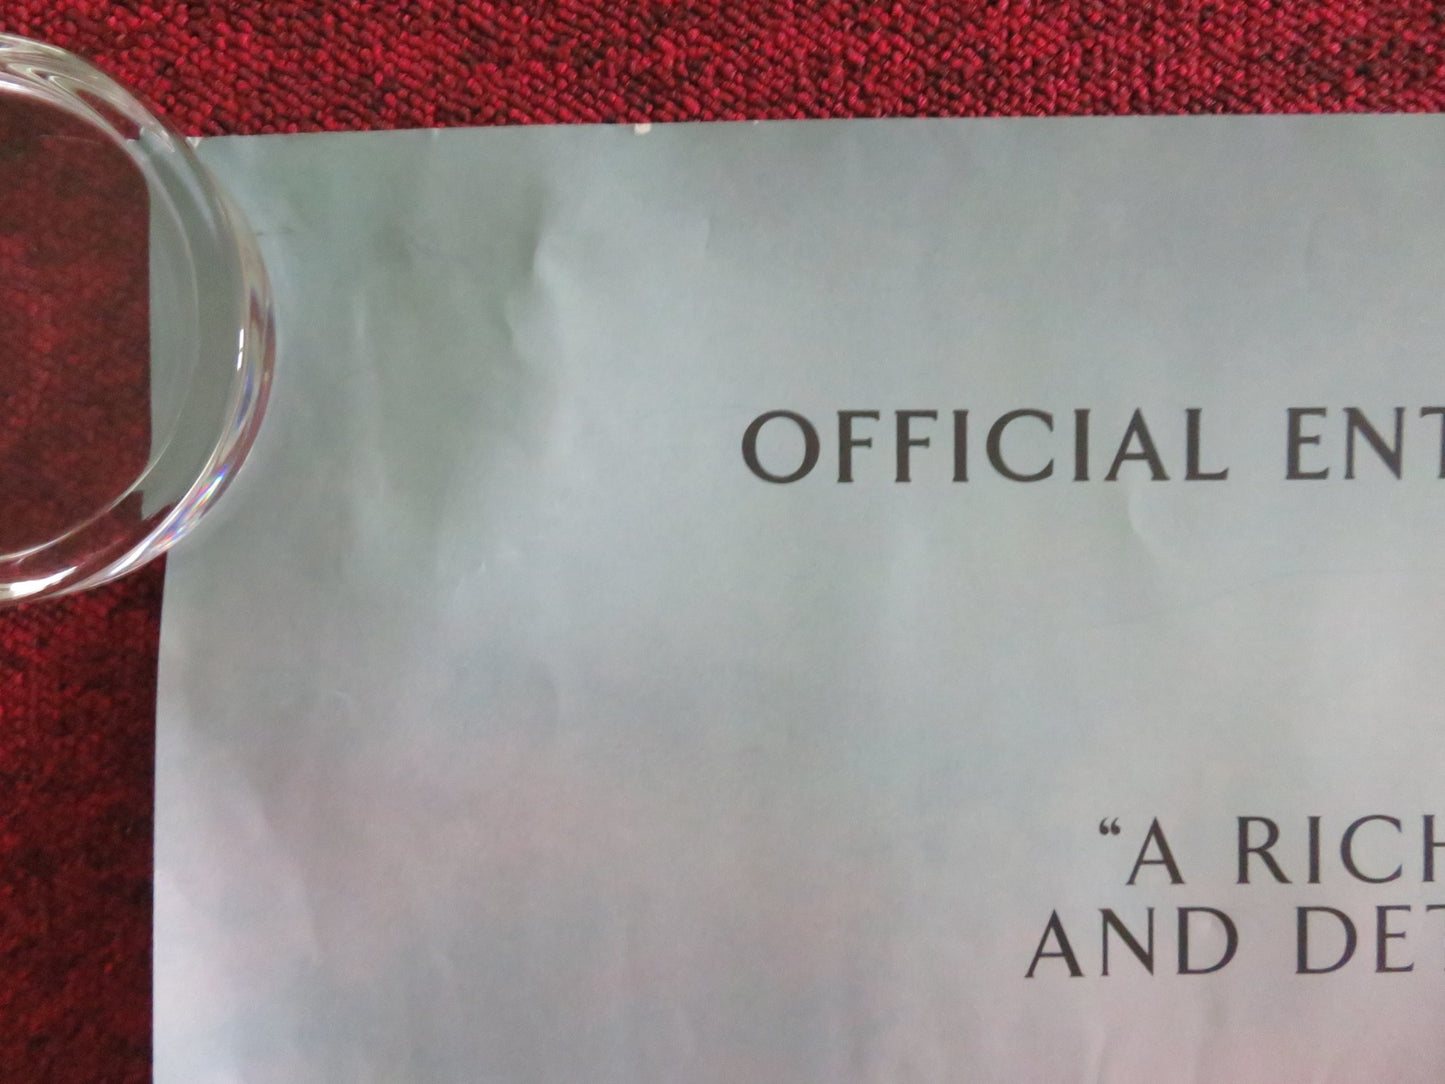 OFFICIAL ENT
“A RICH
AND DET